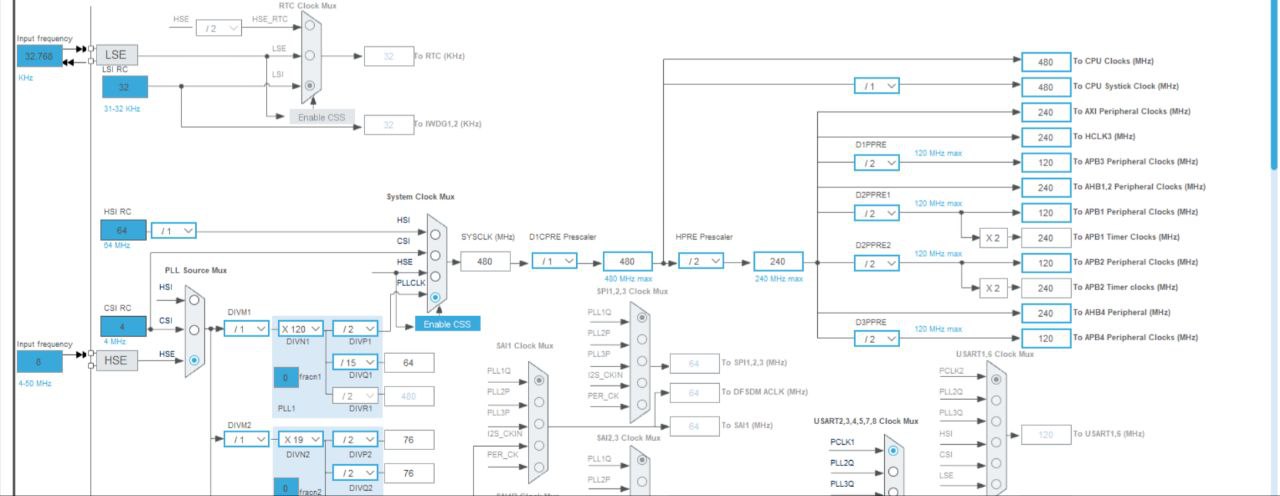 RTC Clock Mux
HSE
/ 2
HSE_RTC
Input frequency
32.768
KHz
LSE
LSE
32
To RTC (KHz)
LSI RC
32
LSI
31-32 KHz
Enable CSS
32
To IWDG1,2 (KHz)
480
To CPU Clocks (MHz)
/ 1
480
To CPU Systick Clock (MHz)
240
To AXI Peripheral Clocks (MHz)
240
To HCLK3 (MHz)
D1PPRE
/ 2
120 MHz max
120
To APB3 Peripheral Clocks (MHz)
240
To AHB1,2 Peripheral Clocks (MHz)
D2PPRE1
/ 2
120 MHz max
120
To APB1 Peripheral Clocks (MHz)
X 2
240
To APB1 Timer Clocks (MHz)
D2PPRE2
/ 2
120 MHz max
120
To APB2 Peripheral Clocks (MHz)
X 2
240
To APB2 Timer clocks (MHz)
240
To AHB4 Peripheral Clocks (MHz)
D3PPRE
/ 2
120 MHz max
120
To APB4 Peripheral Clocks (MHz)
System Clock Mux
HSI RC
64
64 MHz
/ 1
HSI
CSI
HSE
PLLCLK
Enable CSS
SYSCLK (MHz)
480
D1CPRE Prescaler
/ 1
480
480 MHz max
HPRE Prescaler
/ 2
240
240 MHz max
PLL Source Mux
HSI
CSI RC
4
4 MHz
CSI
Input frequency
8
4-50 MHz
HSE
HSE
DIVM1
/ 1
X 120
DIVN1
/ 2
DIVP1
/ 15
64
DIVQ1
0
fracn1
/ 2
480
DIVR1
PLL1
DIVM2
/ 1
X 19
DIVN2
/ 2
76
DIVP2
/ 2
76
DIVQ2
0
fracn2
SPI1,2,3 Clock Mux
PLL1Q
PLL2P
PLL3P
I2S_CKIN
PER_CK
64
To SPI1,2,3 (MHz)
64
To DFSDM ACLK (MHz)
64
To SAI1 (MHz)
SAI1 Clock Mux
PLL1Q
PLL2P
PLL3P
I2S_CKIN
PER_CK
SAI2,3 Clock Mux
PLL1Q
PLL2P
USART1,6 Clock Mux
PCLK2
PLL2Q
PLL3Q
HSI
CSI
LSE
120
To USART1,6 (MHz)
USART2,3,4,5,7,8 Clock Mux
PCLK1
PLL2Q
PLL3Q